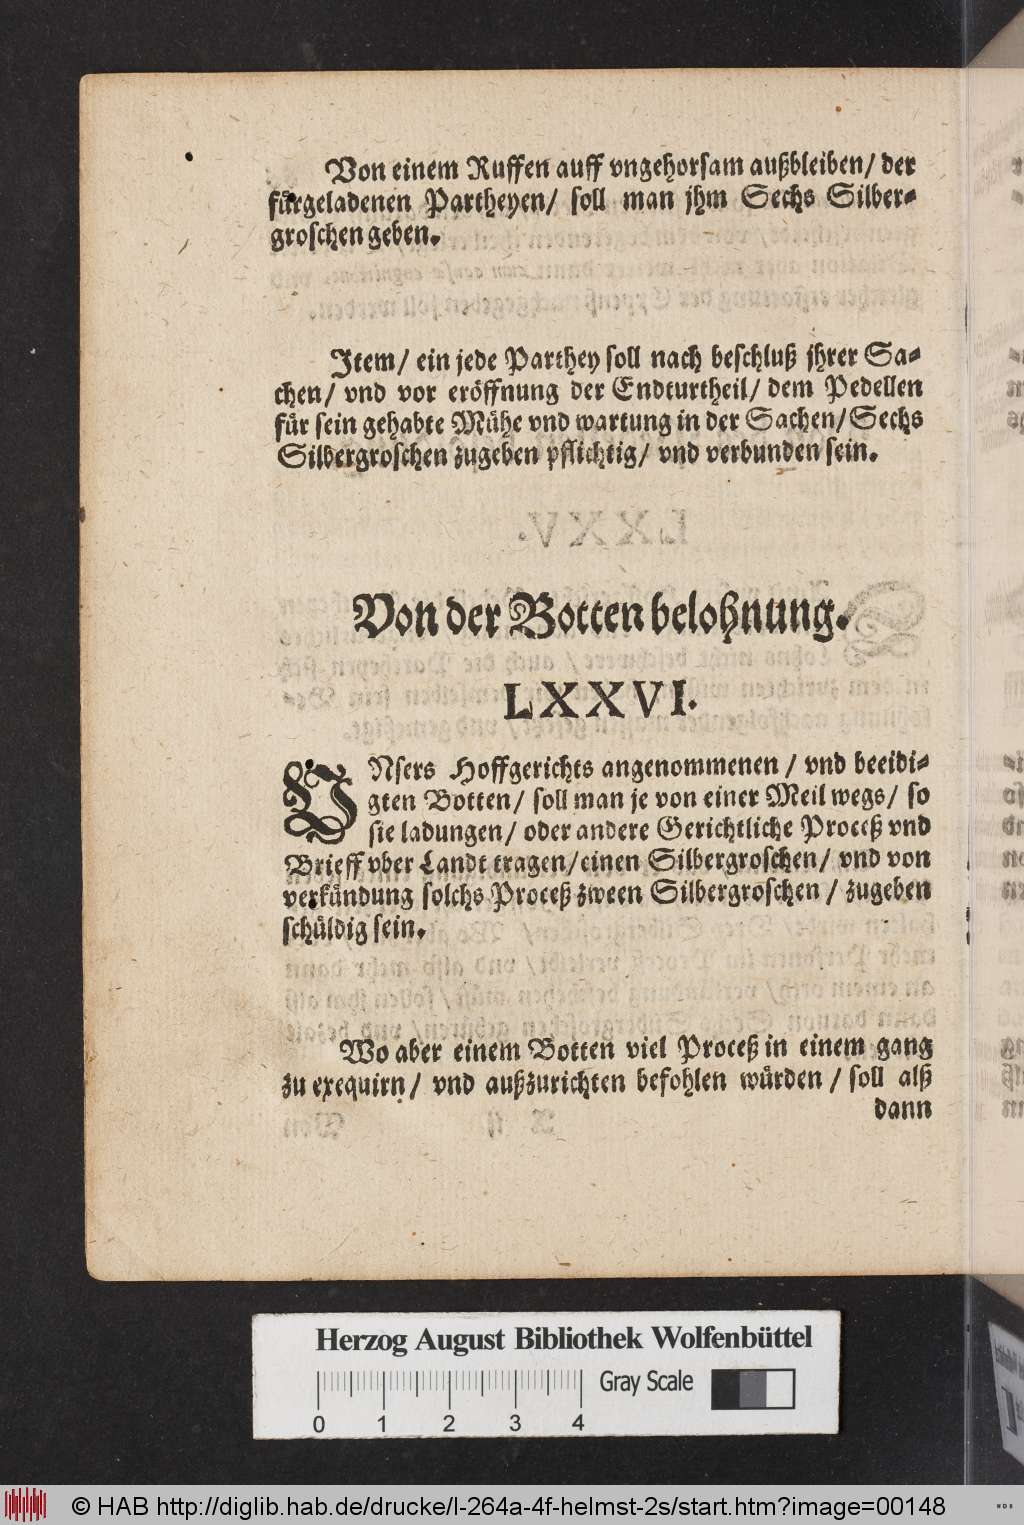 Von einem Ruffen auff vngehorsam außbleiben / der
fürgeladenen Partheyen / soll man jhm Sechs Silber-
groschen geben.
Item / ein jede Parthey soll nach beschluß jhrer Sa-
chen / vnd vor eröffnung der Endturtheil / dem Pedellen
für sein gehabte Mühe vnd wartung in der Sachen / Sechs
Silbergroschen zugeben pflichtig / vnd verbunden sein.
Von der Botten belohnung.
LXXVI.
VNsers Hoffgerichts angenommenen / vnd beeidi-
gten Botten / soll man je von einer Meil wegs / so
sie ladungen / oder andere Gerichtliche Proceß vnd
Brieff vber Landt tragen / einen Silbergroschen / vnd von
verkündung solchs Proceß zween Silbergroschen / zugeben
schüldig sein.
Wo aber einem Botten viel Proceß in einem gang
zu exequirn / vnd außzurichten befohlen würden / soll alß
dann
Herzog August Bibliothek Wolfenbüttel
Gray Scale
0 1 2 3 4
© HAB http://diglib.hab.de/drucke/l-264a-4f-helmst-2s/start.htm?image=00148